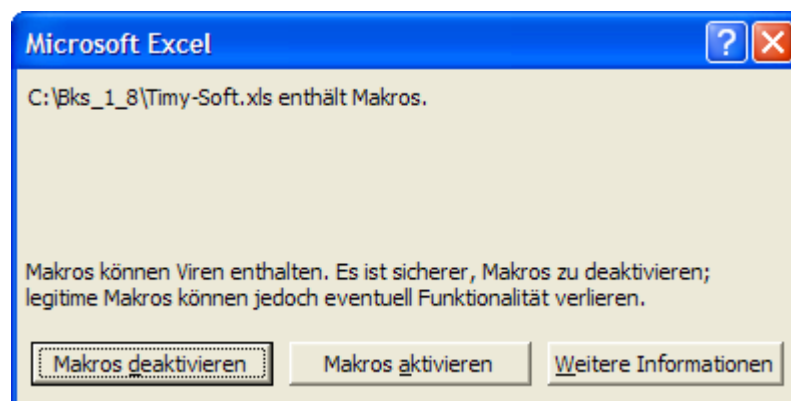 Microsoft Excel
C:\Bks_1_8\Timy-Soft.xls enthält Makros.
Makros können Viren enthalten. Es ist sicherer, Makros zu deaktivieren;
legitime Makros können jedoch eventuell Funktionalität verlieren.
Makros deaktivieren Makros aktivieren Weitere Informationen